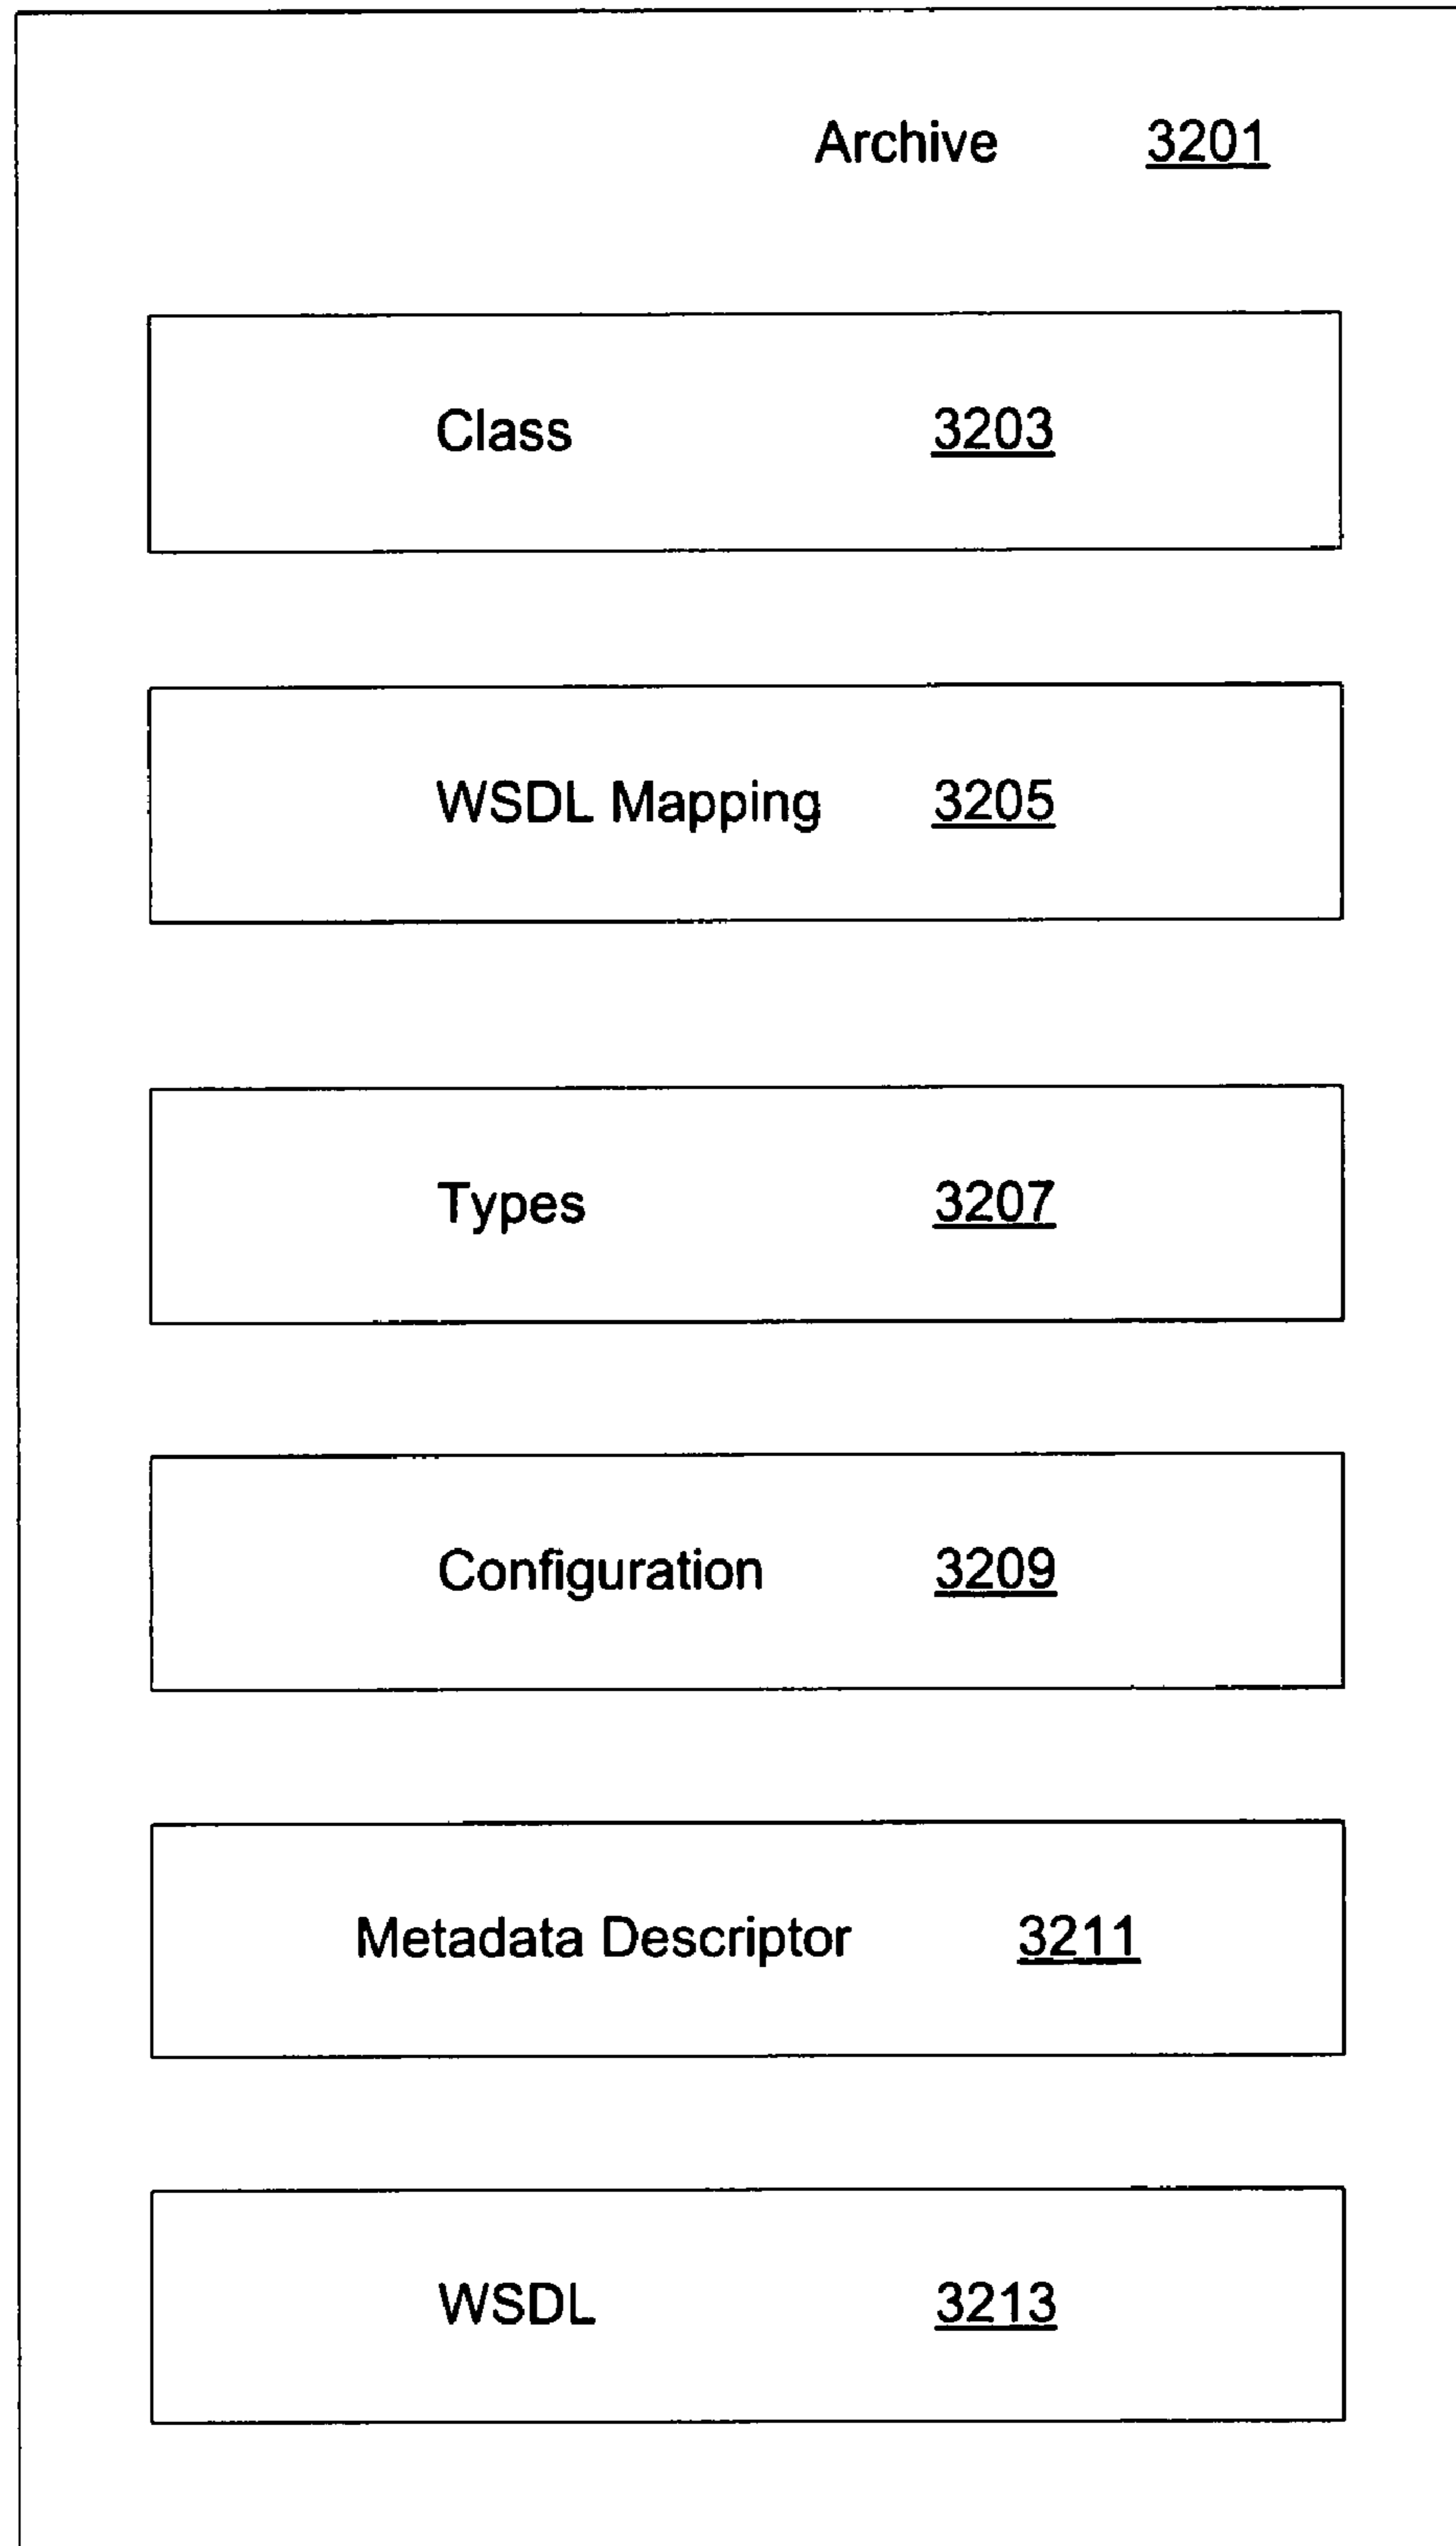 Archive 3201
Class 3203
WSDL Mapping 3205
Types 3207
Configuration 3209
Metadata Descriptor 3211
WSDL 3213